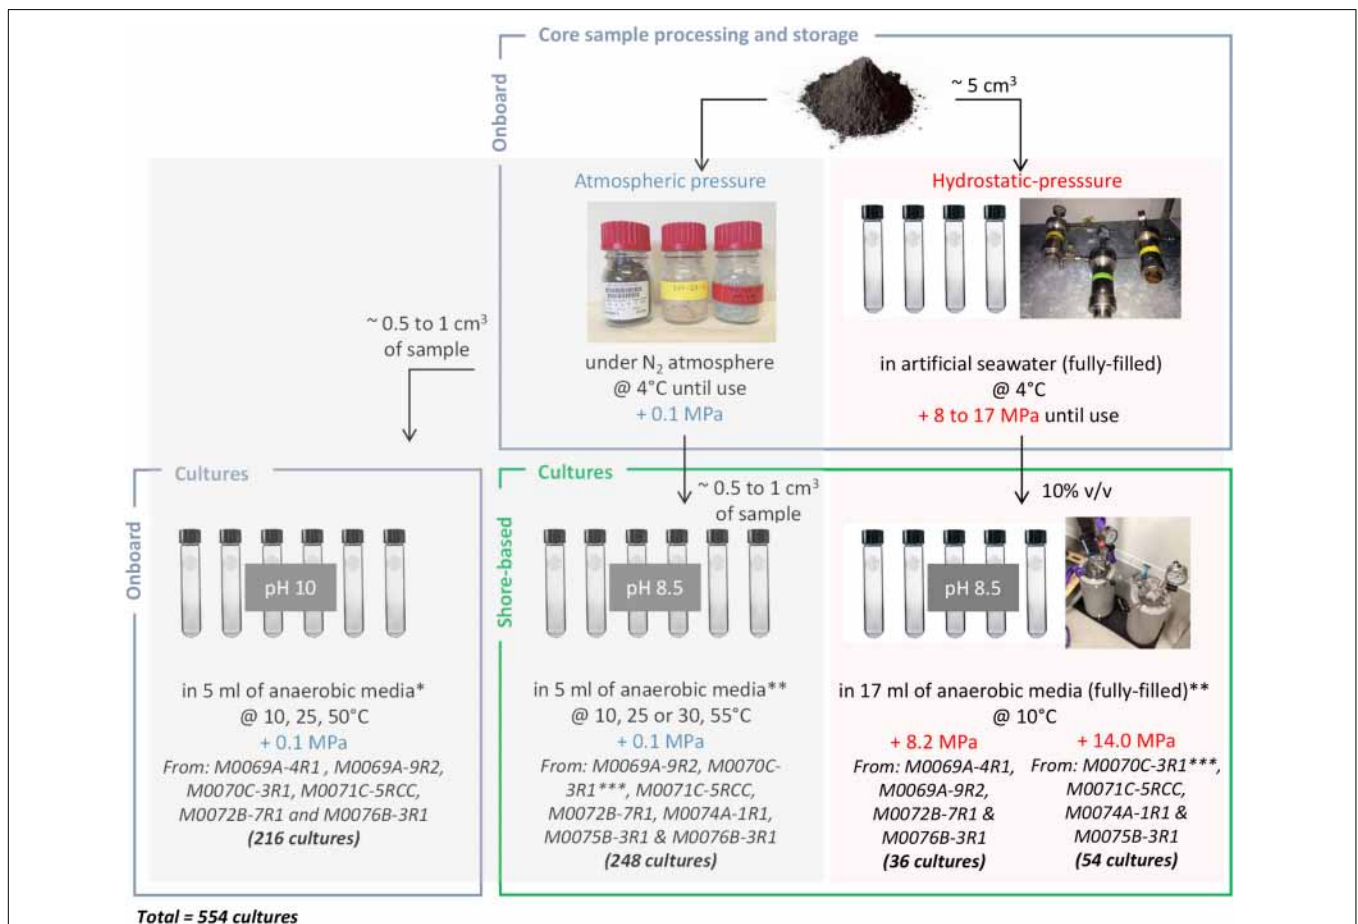 Core sample processing and storage
Onboard
~ 5 cm³
Atmospheric pressure
under N₂ atmosphere
@ 4°C until use
+ 0.1 MPa
Hydrostatic-presssure
in artificial seawater (fully-filled)
@ 4°C
+ 8 to 17 MPa until use
~ 0.5 to 1 cm³
of sample
Cultures
Onboard
pH 10
in 5 ml of anaerobic media*
@ 10, 25, 50°C
+ 0.1 MPa
From: M0069A-4R1 , M0069A-9R2,
M0070C-3R1, M0071C-5RCC,
M0072B-7R1 and M0076B-3R1
(216 cultures)
Cultures
Shore-based
~ 0.5 to 1 cm³
of sample
pH 8.5
in 5 ml of anaerobic media**
@ 10, 25 or 30, 55°C
+ 0.1 MPa
From: M0069A-9R2, M0070C-
3R1***, M0071C-5RCC,
M0072B-7R1, M0074A-1R1,
M0075B-3R1 & M0076B-3R1
(248 cultures)
10% v/v
pH 8.5
in 17 ml of anaerobic media (fully-filled)**
@ 10°C
+ 8.2 MPa
From: M0069A-4R1,
M0069A-9R2,
M0072B-7R1 &
M0076B-3R1
(36 cultures)
+ 14.0 MPa
From: M0070C-3R1***,
M0071C-5RCC,
M0074A-1R1 &
M0075B-3R1
(54 cultures)
Total = 554 cultures